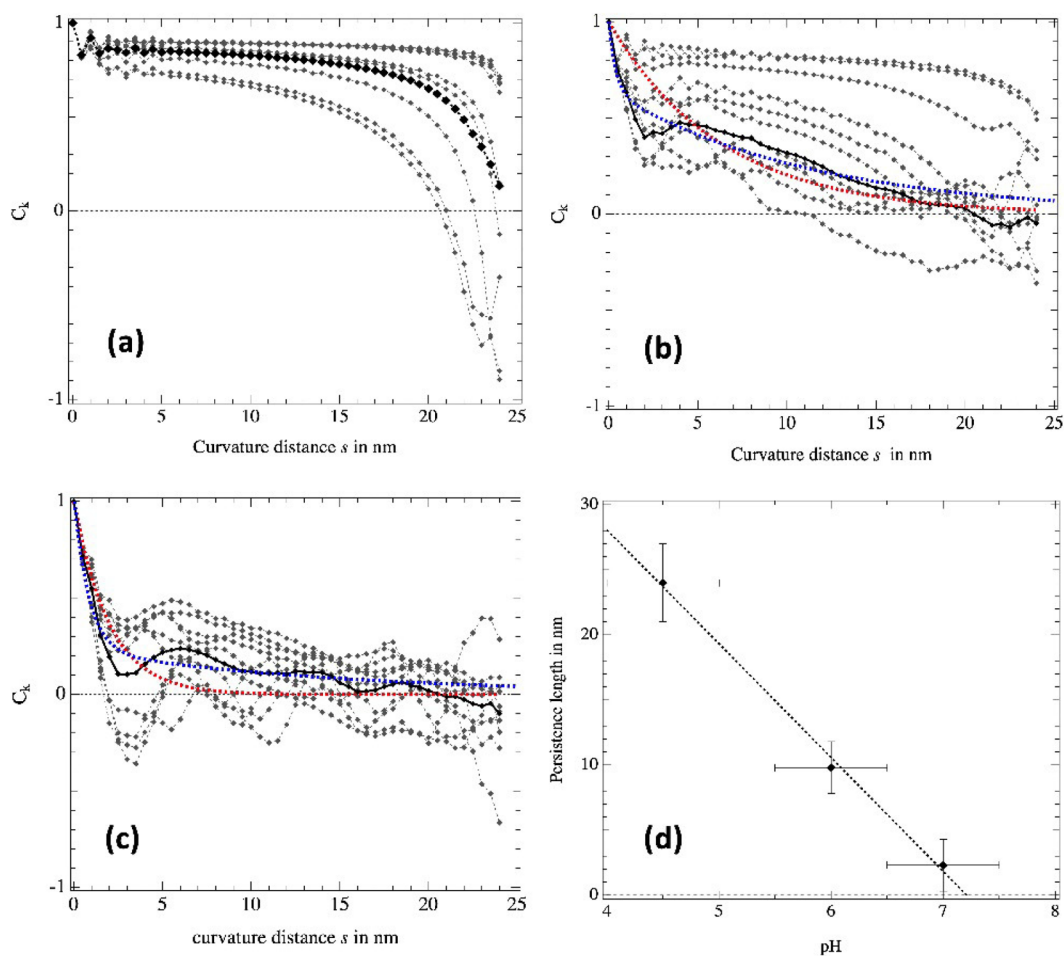 1
0
-1
C_k
(a)
0 5 10 15 20 25
Curvature distance s in nm
1
0
-1
C_k
(b)
0 5 10 15 20 25
Curvature distance s in nm
1
0
-1
C_k
(c)
0 5 10 15 20 25
curvature distance s in nm
30
20
10
0
Persistence length in nm
(d)
4 5 6 7 8
pH